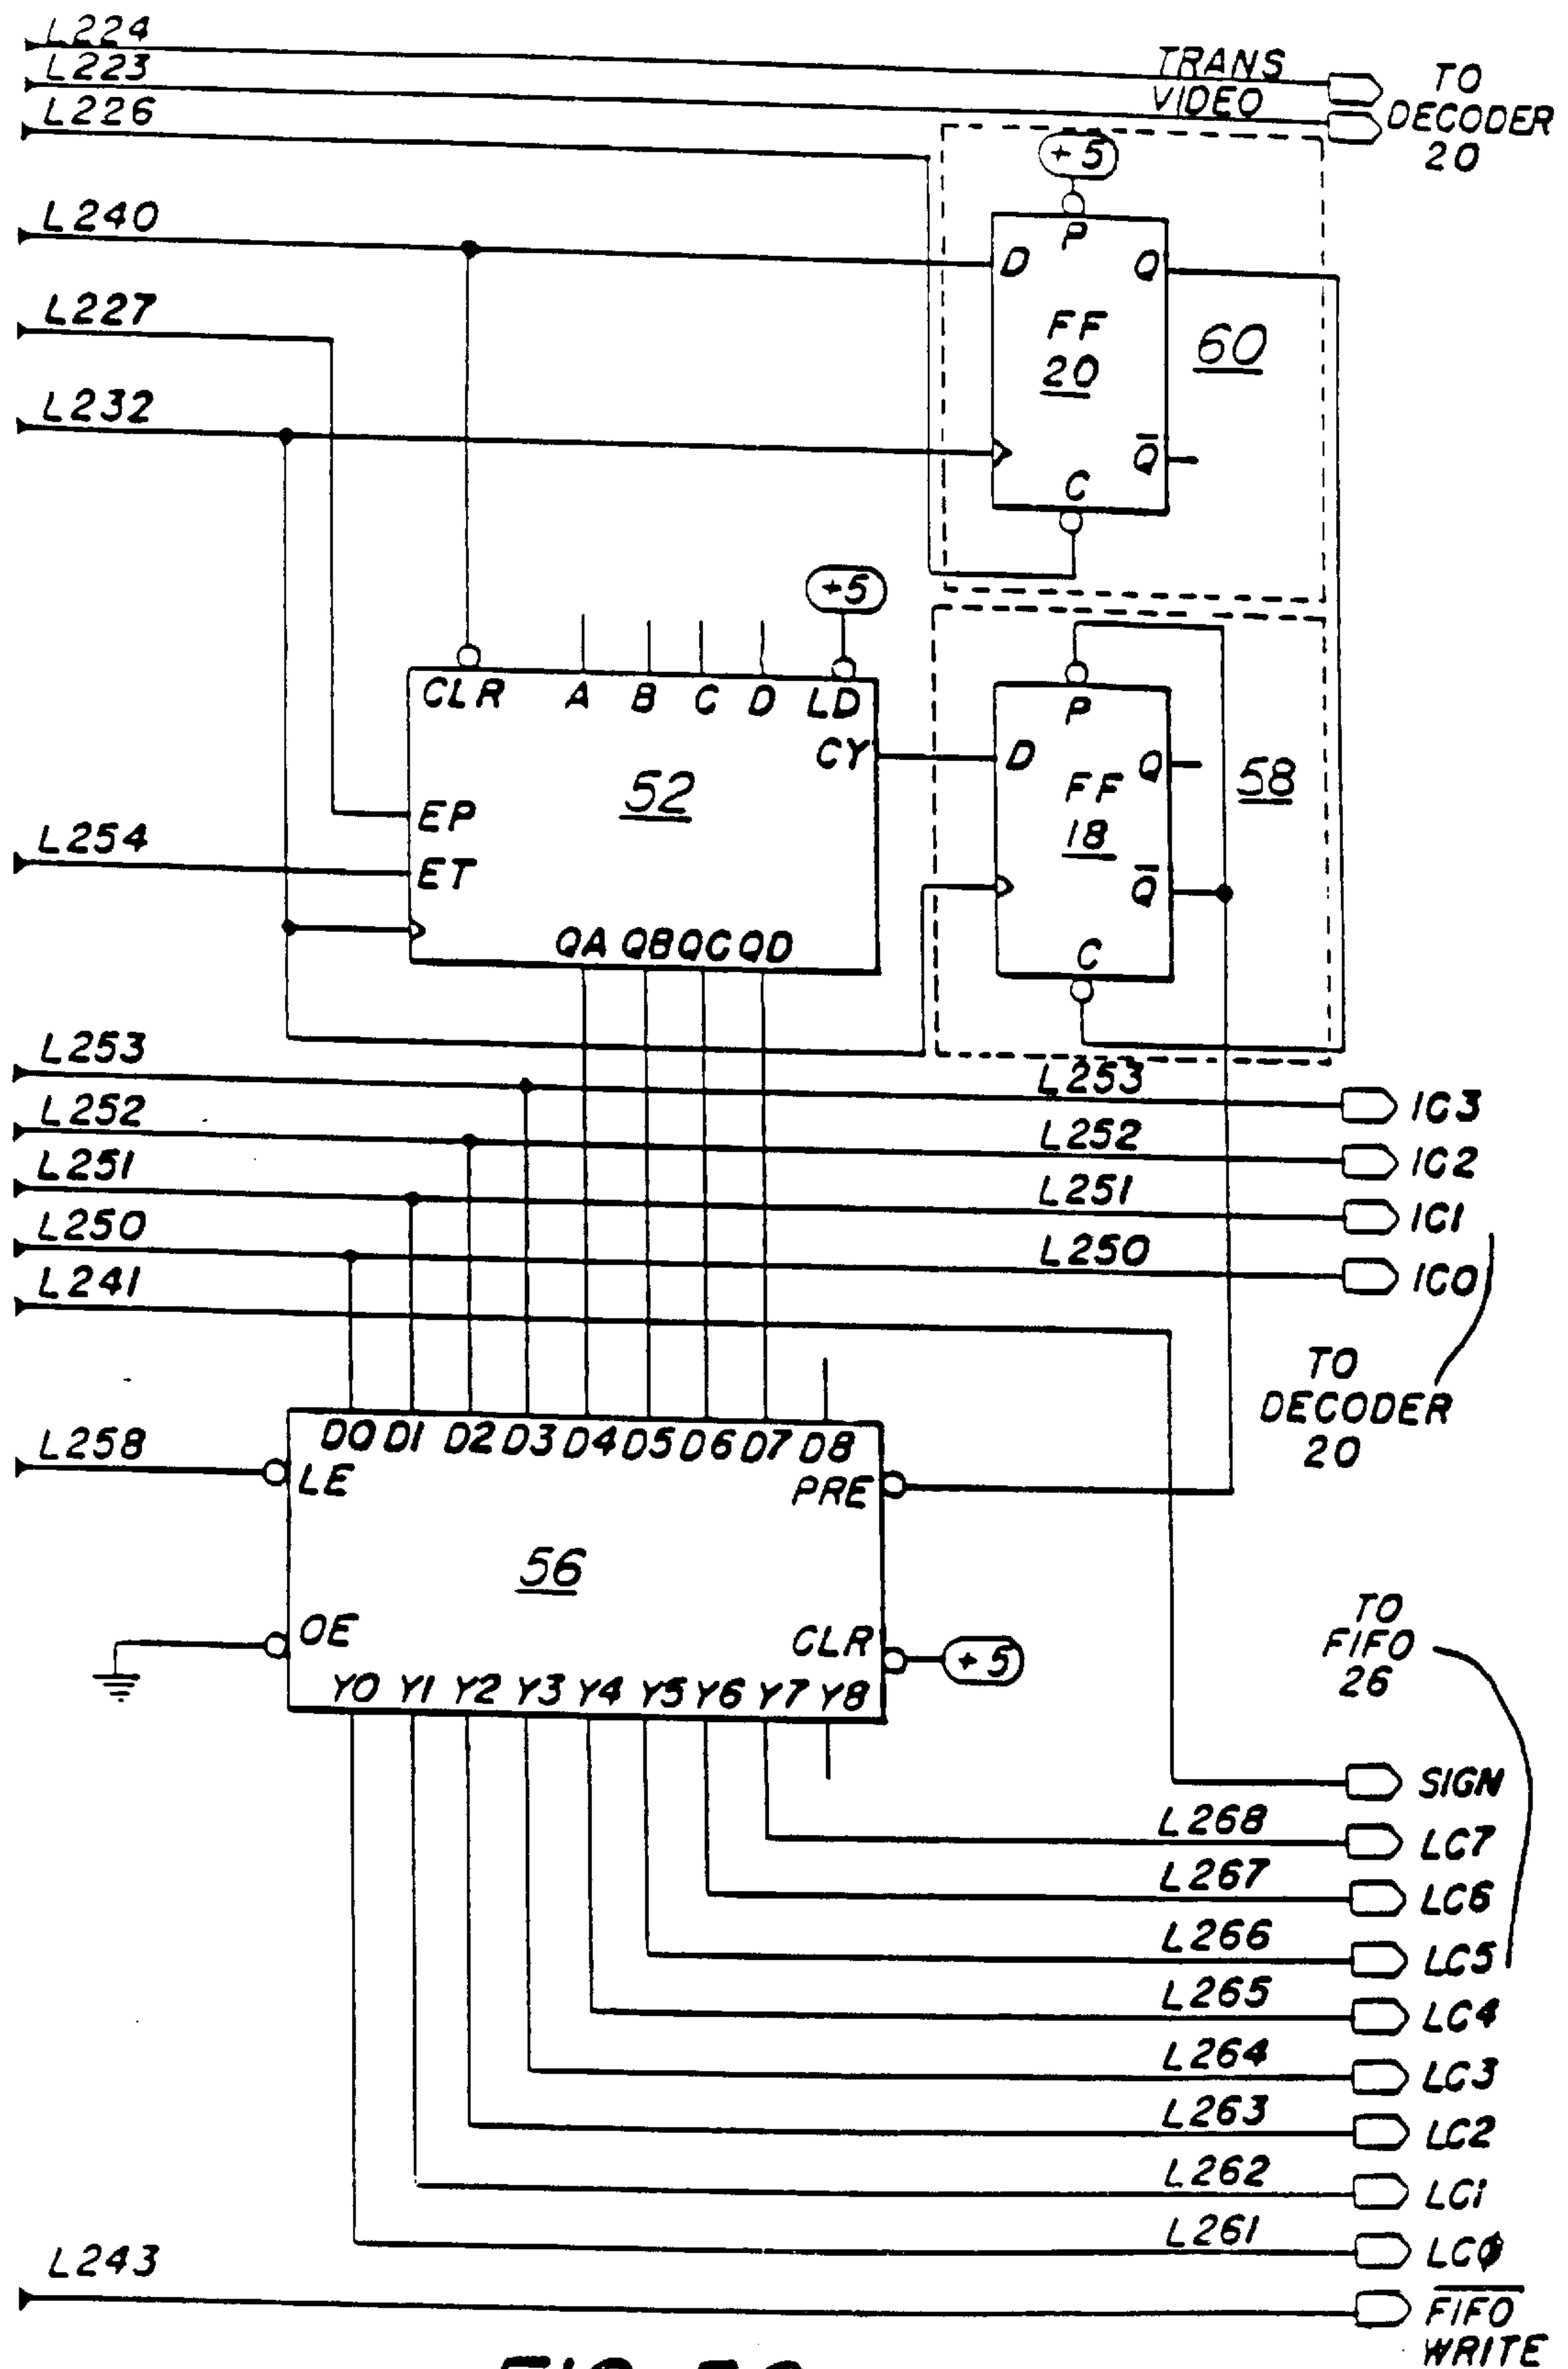 L224
TRANS
L223
VIDEO
TO
DECODER
20
L226
+5
L240
P
D
Q
L227
FF
20
60
L232
Q̅
C
+5
CLR
A
B
C
D
LD
P
CY
D
Q
52
FF
18
58
EP
L254
ET
Q̅
QA
QB
QC
QD
C
L253
L253
IC3
L252
L252
IC2
L251
L251
IC1
L250
L250
IC0
L241
TO
DECODER
20
D0 D1 D2 D3 D4 D5 D6 D7 D8
L258
LE
PRE
56
TO
FIFO
26
OE
CLR
+5
Y0 Y1 Y2 Y3 Y4 Y5 Y6 Y7 Y8
SIGN
L268
LC7
L267
LC6
L266
LC5
L265
LC4
L264
LC3
L263
LC2
L262
LC1
L261
LCØ
L243
F̅I̅F̅O̅
WRITE